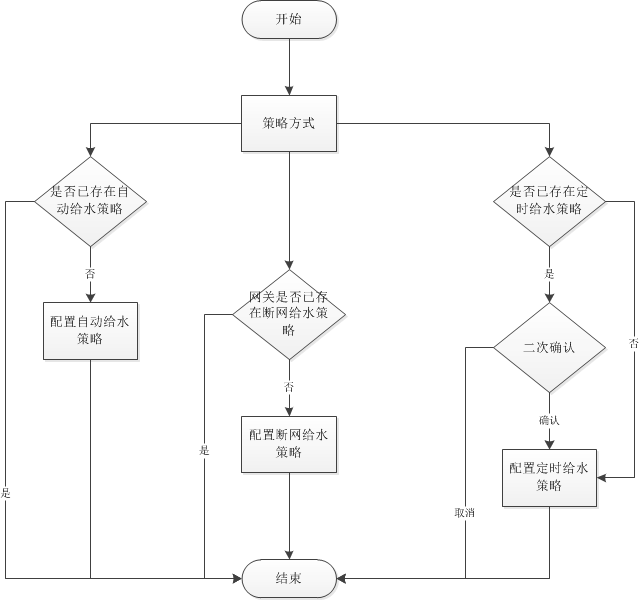 开始
策略方式
是否已存在自
动给水策略
是否已存在定
时给水策略
否
是
网关是否已存
在断网给水策
略
配置自动给水
策略
二次确认
否
否
确认
配置断网给水
策略
是
配置定时给水
策略
是
取消
结束